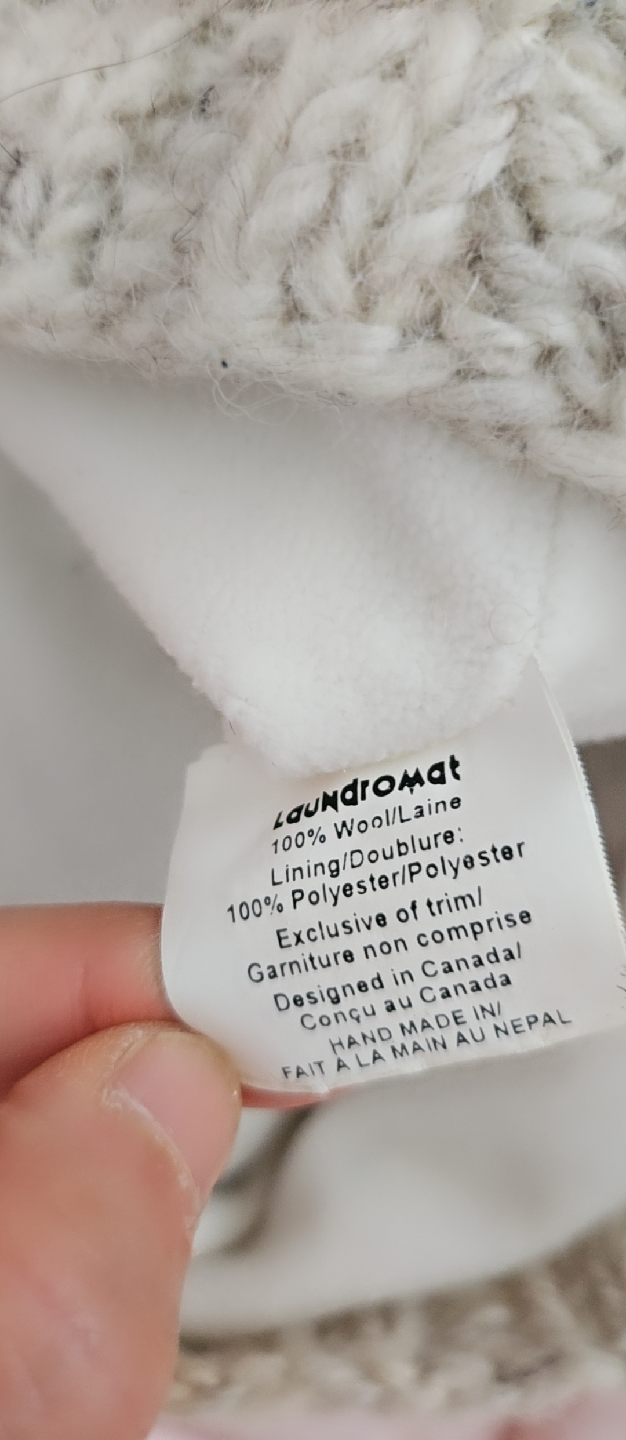 LaUNdroMat
100% Wool/Laine
Lining/Doublure:
100% Polyester/Polyester
Exclusive of trim/
Garniture non comprise
Designed in Canada/
Conçu au Canada
HAND MADE IN/
FAIT À LA MAIN AU NEPAL